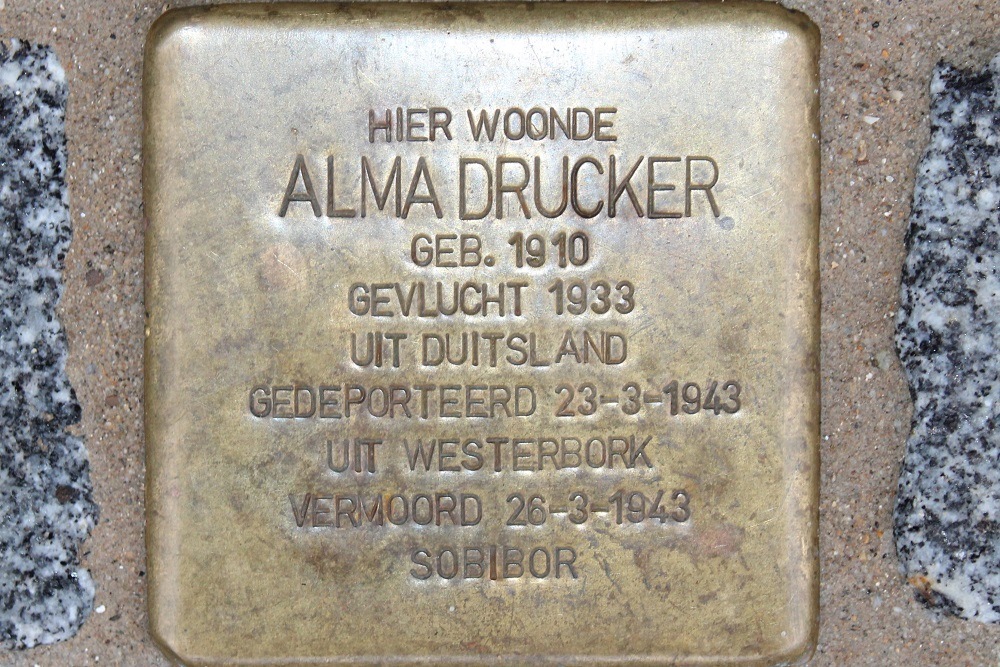 HIER WOONDE
ALMA DRUCKER
GEB. 1910
GEVLUCHT 1933
UIT DUITSLAND
GEDEPORTEERD 23-3-1943
UIT WESTERBORK
VERMOORD 26-3-1943
SOBIBOR